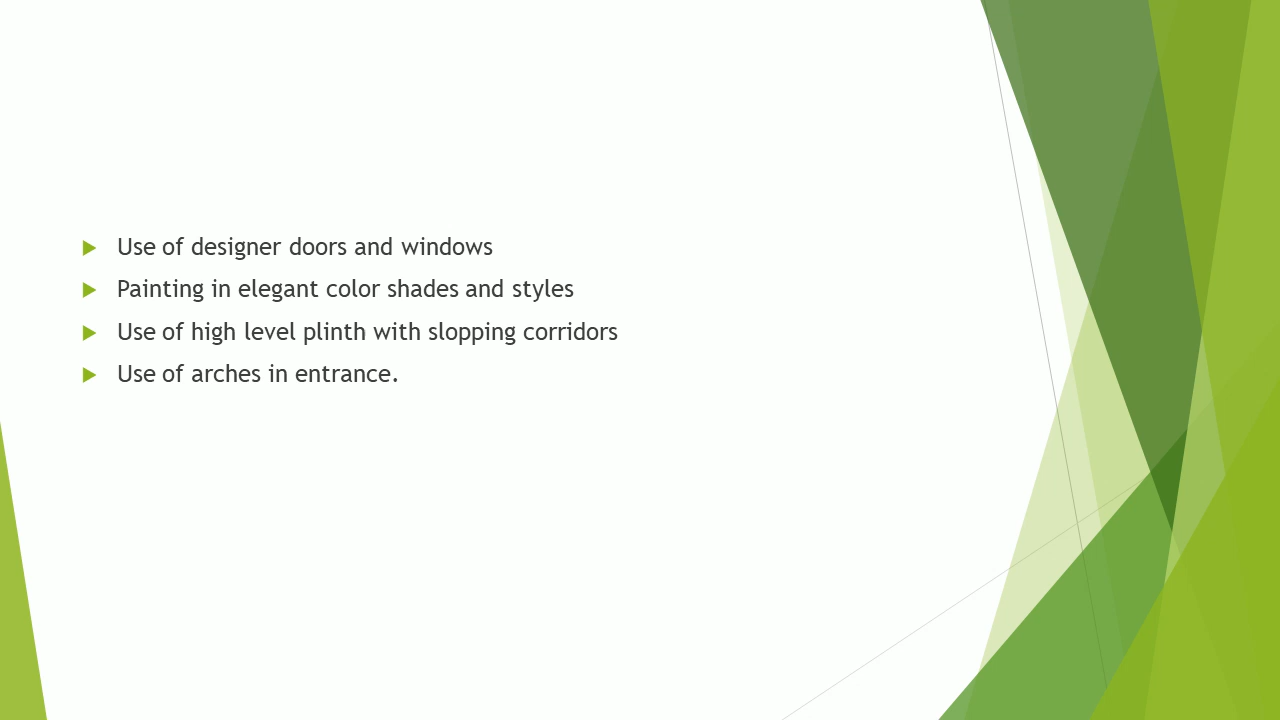 Use of designer doors and windows
Painting in elegant color shades and styles
Use of high level plinth with slopping corridors
Use of arches in entrance.